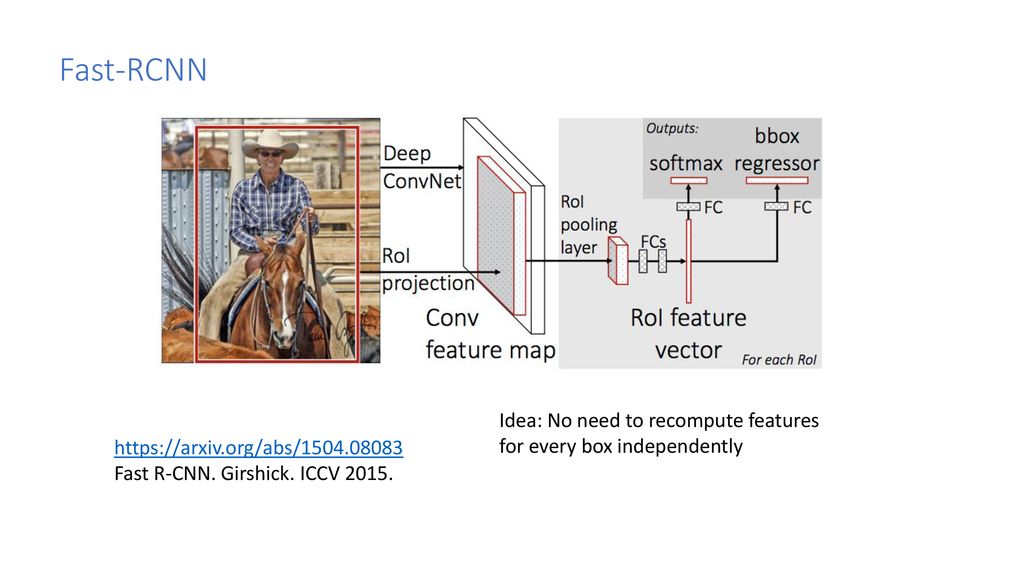 Fast-RCNN
Deep
ConvNet
RoI
projection
Conv
feature map
RoI
pooling
layer
FCs
Outputs:
softmax
bbox
regressor
FC
FC
RoI feature
vector
For each RoI
Idea: No need to recompute features
for every box independently
https://arxiv.org/abs/1504.08083
Fast R-CNN. Girshick. ICCV 2015.